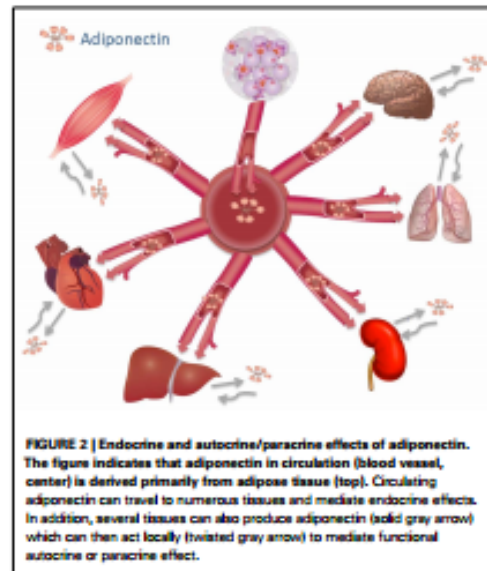 Adiponectin
FIGURE 2 | Endocrine and autocrine/paracrine effects of adiponectin.
The figure indicates that adiponectin in circulation (blood vessel,
center) is derived primarily from adipose tissue (top). Circulating
adiponectin can travel to numerous tissues and mediate endocrine effects.
In addition, several tissues can also produce adiponectin (solid gray arrow)
which can then act locally (twisted gray arrow) to mediate functional
autocrine or paracrine effect.